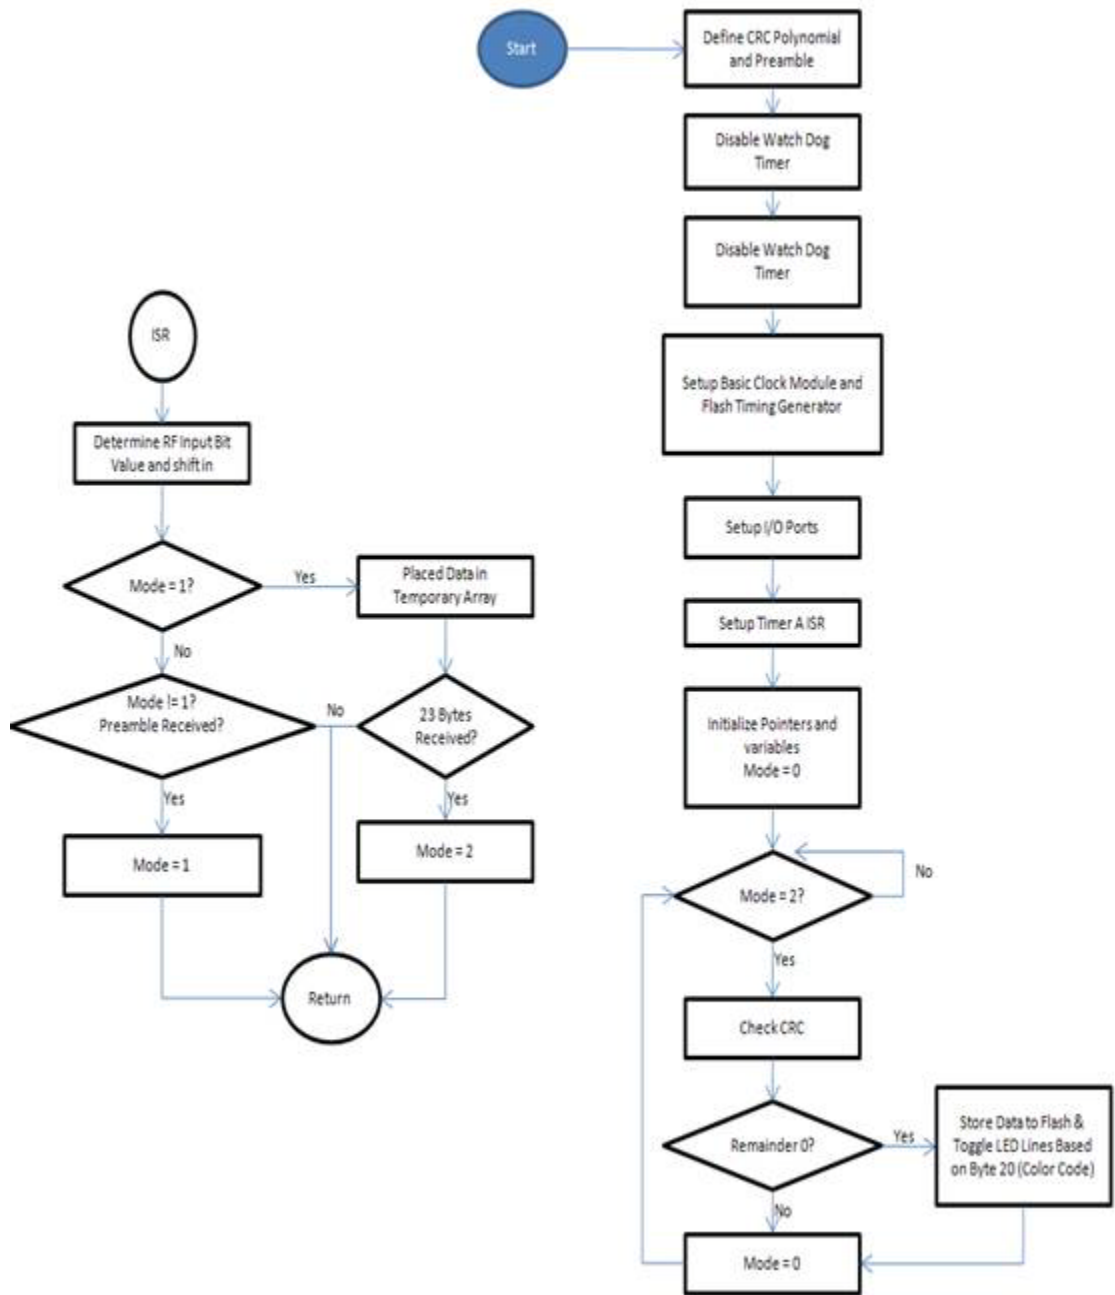 Start
Define CRC Polynomial
and Preamble
Disable Watch Dog
Timer
Disable Watch Dog
Timer
Setup Basic Clock Module and
Flash Timing Generator
Setup I/O Ports
Setup Timer A ISR
Initialize Pointers and
variables
Mode = 0
Mode = 2?
No
Yes
Check CRC
Remainder 0?
Yes
Store Data to Flash &
Toggle LED Lines Based
on Byte 20 (Color Code)
No
Mode = 0
ISR
Determine RF Input Bit
Value and shift in
Mode = 1?
Yes
Placed Data in
Temporary Array
No
Mode != 1?
Preamble Received?
No
23 Bytes
Received?
Yes
Yes
Mode = 1
Mode = 2
Return